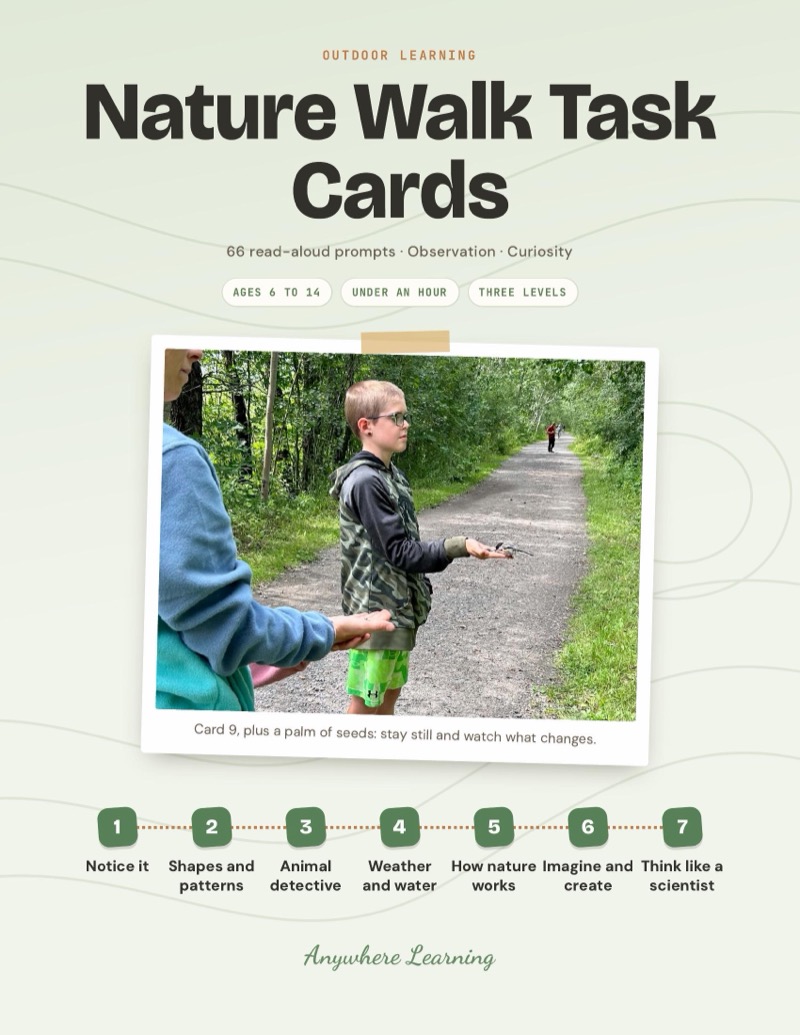 OUTDOOR LEARNING
Nature Walk Task
Cards
66 read-aloud prompts · Observation · Curiosity
AGES 6 TO 14 UNDER AN HOUR THREE LEVELS
Card 9, plus a palm of seeds: stay still and watch what changes.
1 2 3 4 5 6 7
Notice it Shapes and Animal Weather How nature Imagine and Think like a
patterns detective and water works create scientist
Anywhere Learning